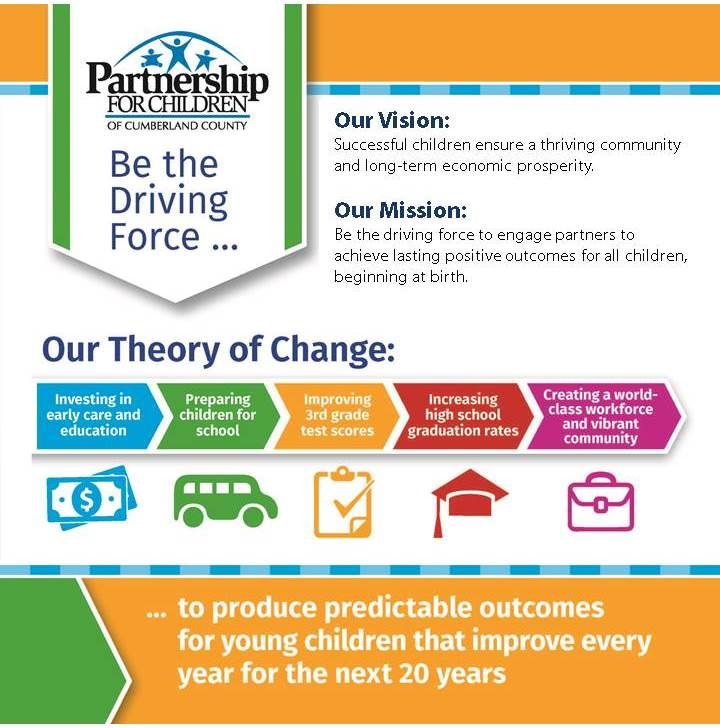 Partnership
FOR CHILDREN
OF CUMBERLAND COUNTY
Be the
Driving
Force ...
Our Vision:
Successful children ensure a thriving community
and long-term economic prosperity.
Our Mission:
Be the driving force to engage partners to
achieve lasting positive outcomes for all children,
beginning at birth.
Our Theory of Change:
Investing in
early care and
education
Preparing
children for
school
Improving
3rd grade
test scores
Increasing
high school
graduation rates
Creating a world-
class workforce
and vibrant
community
$
... to produce predictable outcomes
for young children that improve every
year for the next 20 years